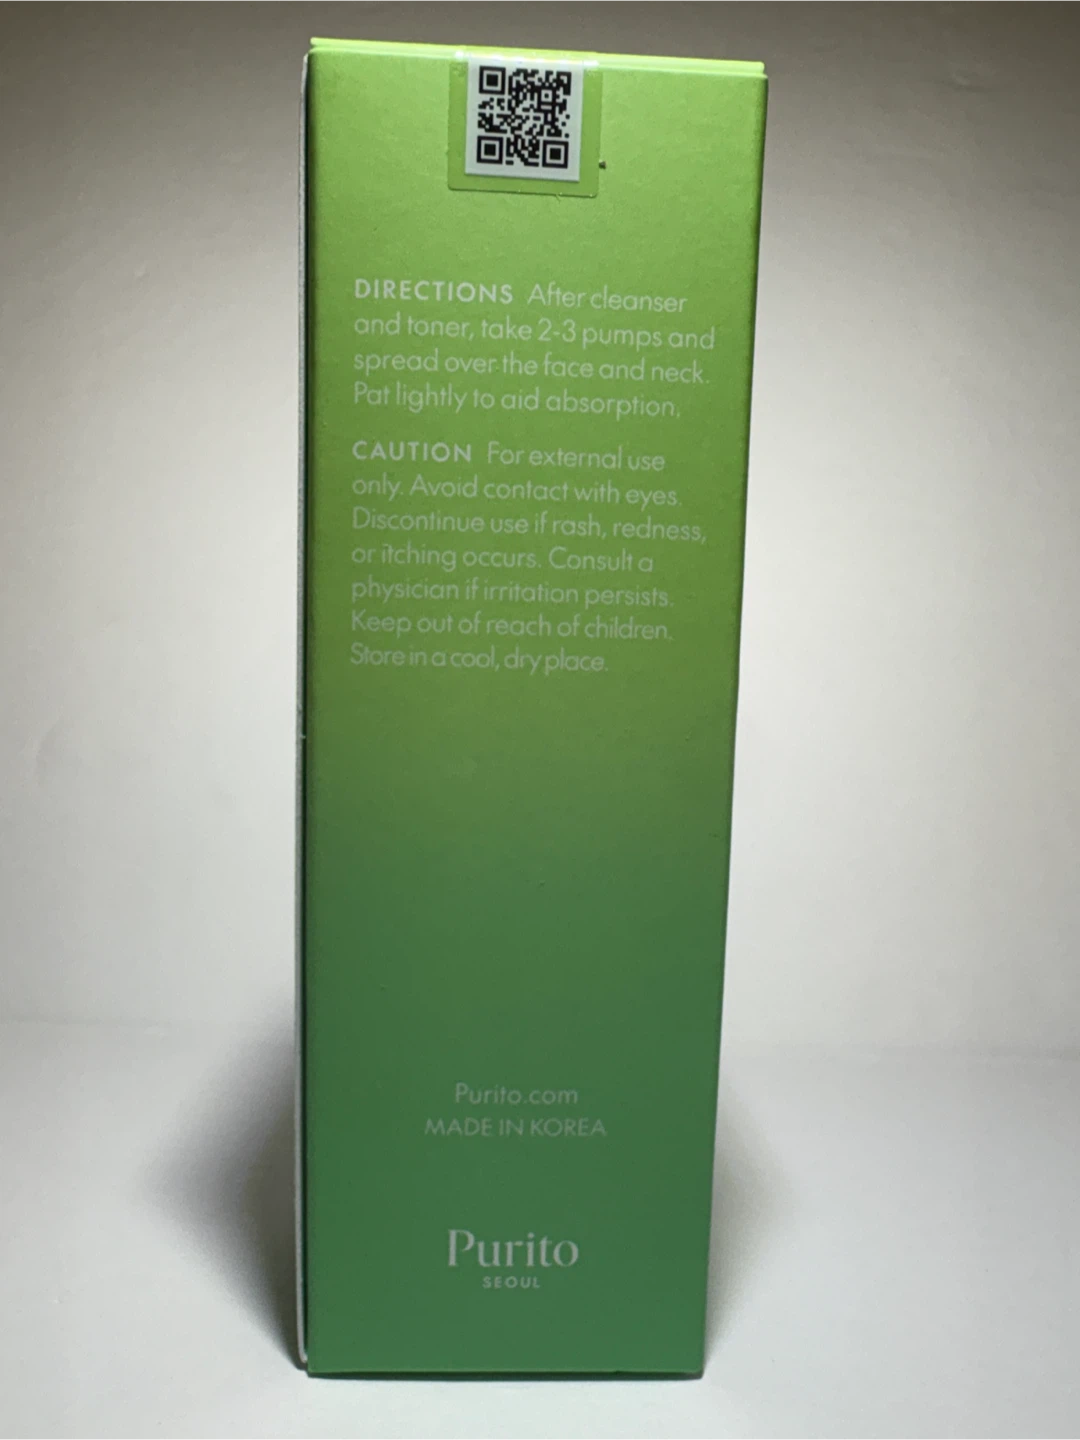 DIRECTIONS After cleanser
and toner, take 2-3 pumps and
spread over the face and neck.
Pat lightly to aid absorption.
CAUTION For external use
only. Avoid contact with eyes.
Discontinue use if rash, redness,
or itching occurs. Consult a
physician if irritation persists.
Keep out of reach of children.
Store in a cool, dry place.
Purito.com
MADE IN KOREA
Purito
SEOUL